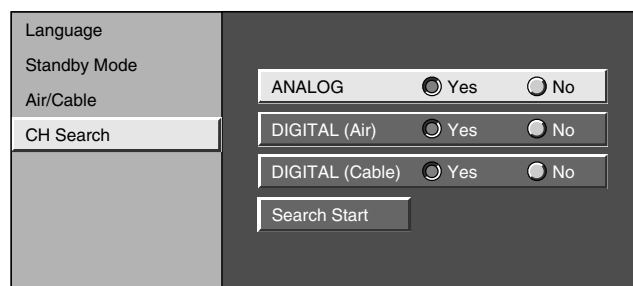 Language
Standby Mode
Air/Cable
CH Search
ANALOG Yes No
DIGITAL (Air) Yes No
DIGITAL (Cable) Yes No
Search Start